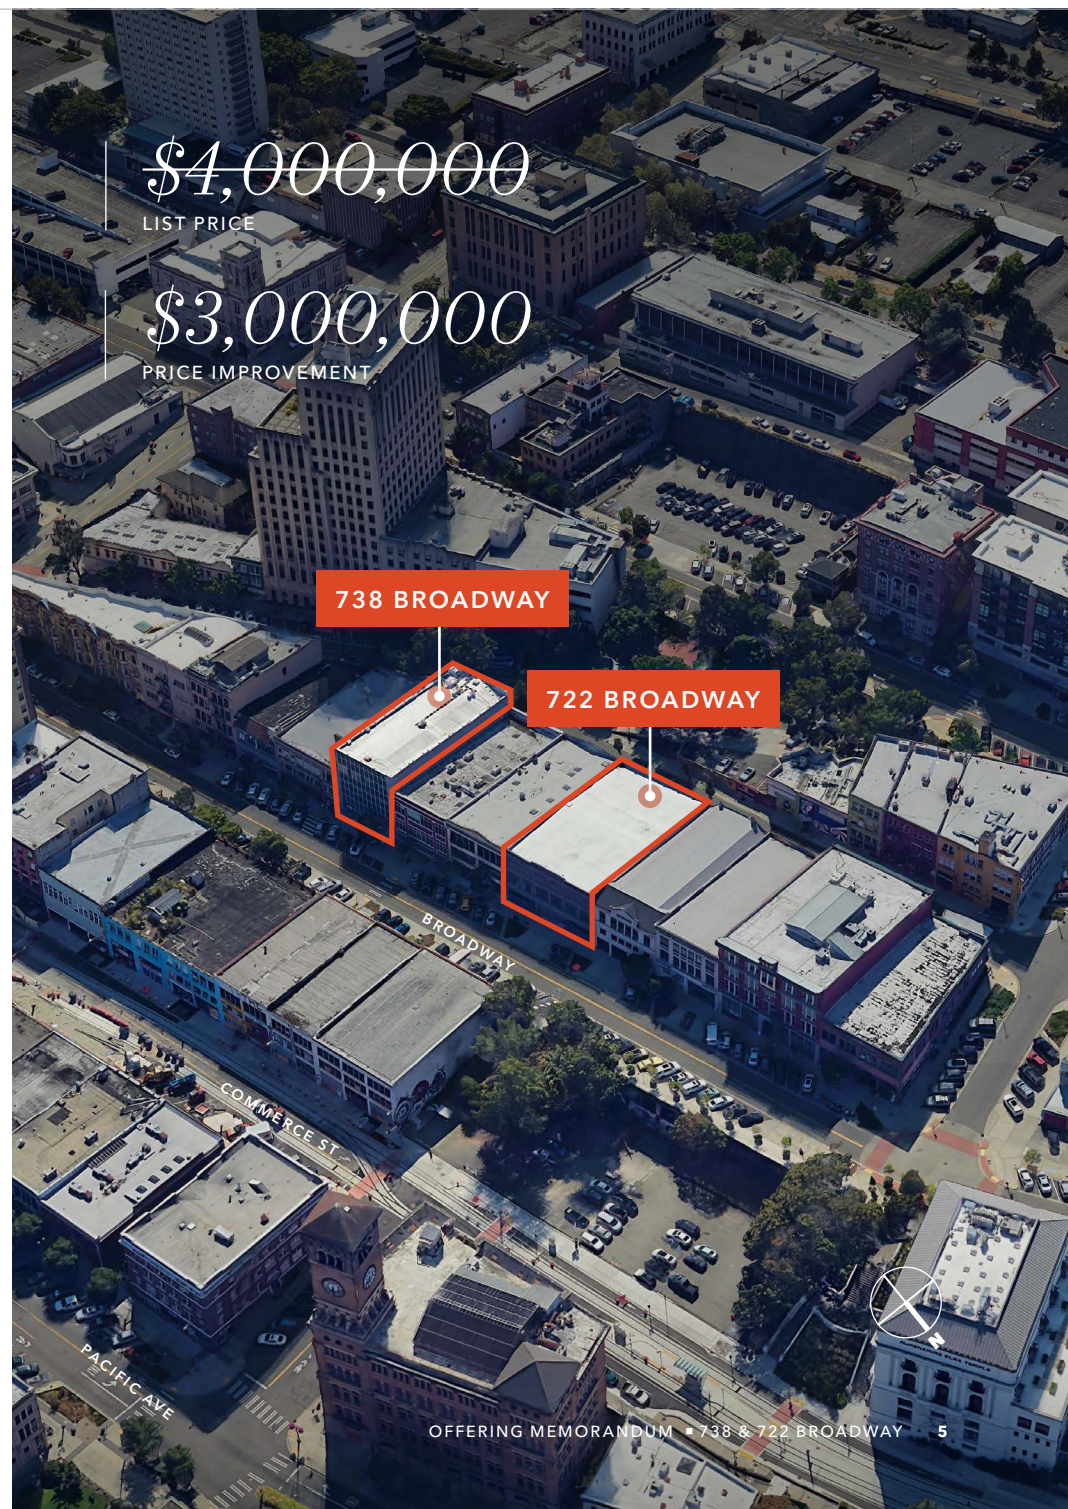 $4,000,000
LIST PRICE
$3,000,000
PRICE IMPROVEMENT
738 BROADWAY
722 BROADWAY
BROADWAY
COMMERCE ST
PACIFIC AVE
N
OFFERING MEMORANDUM ▪ 738 & 722 BROADWAY 5